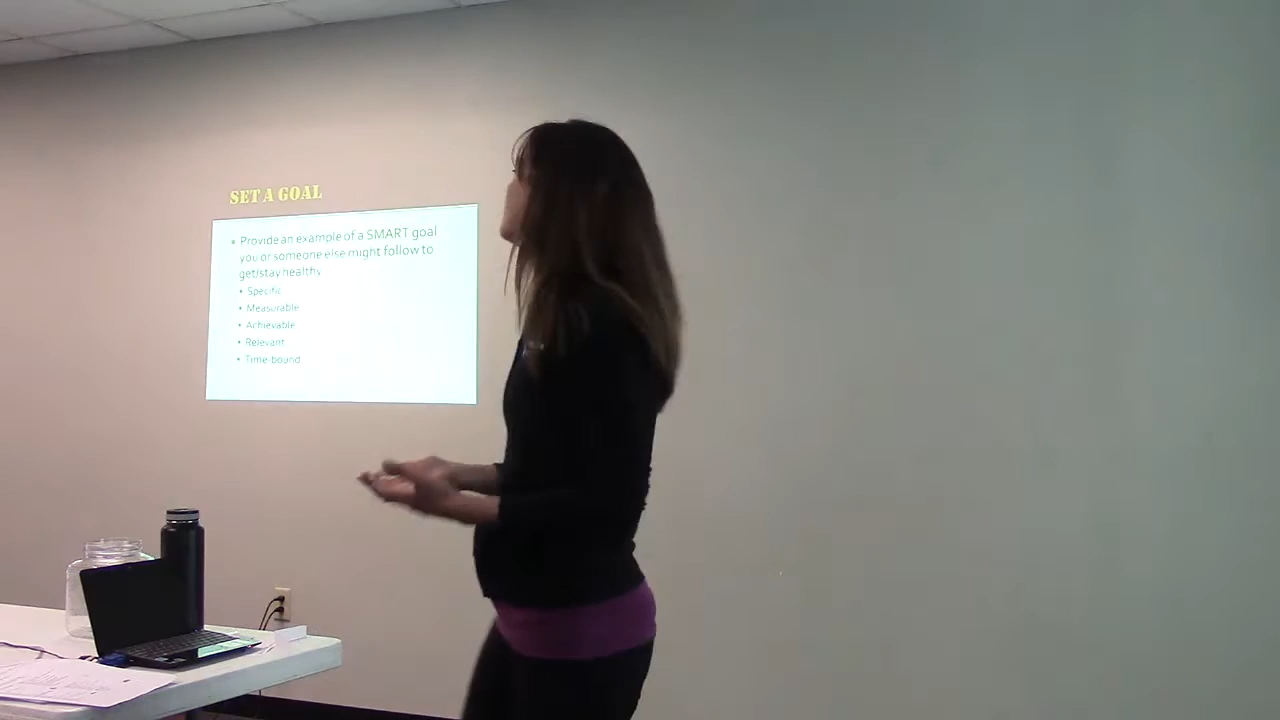 SET A GOAL
Provide an example of a SMART goal
you or someone else might follow to
get/stay healthy
Specific
Measurable
Achievable
Relevant
Time-bound